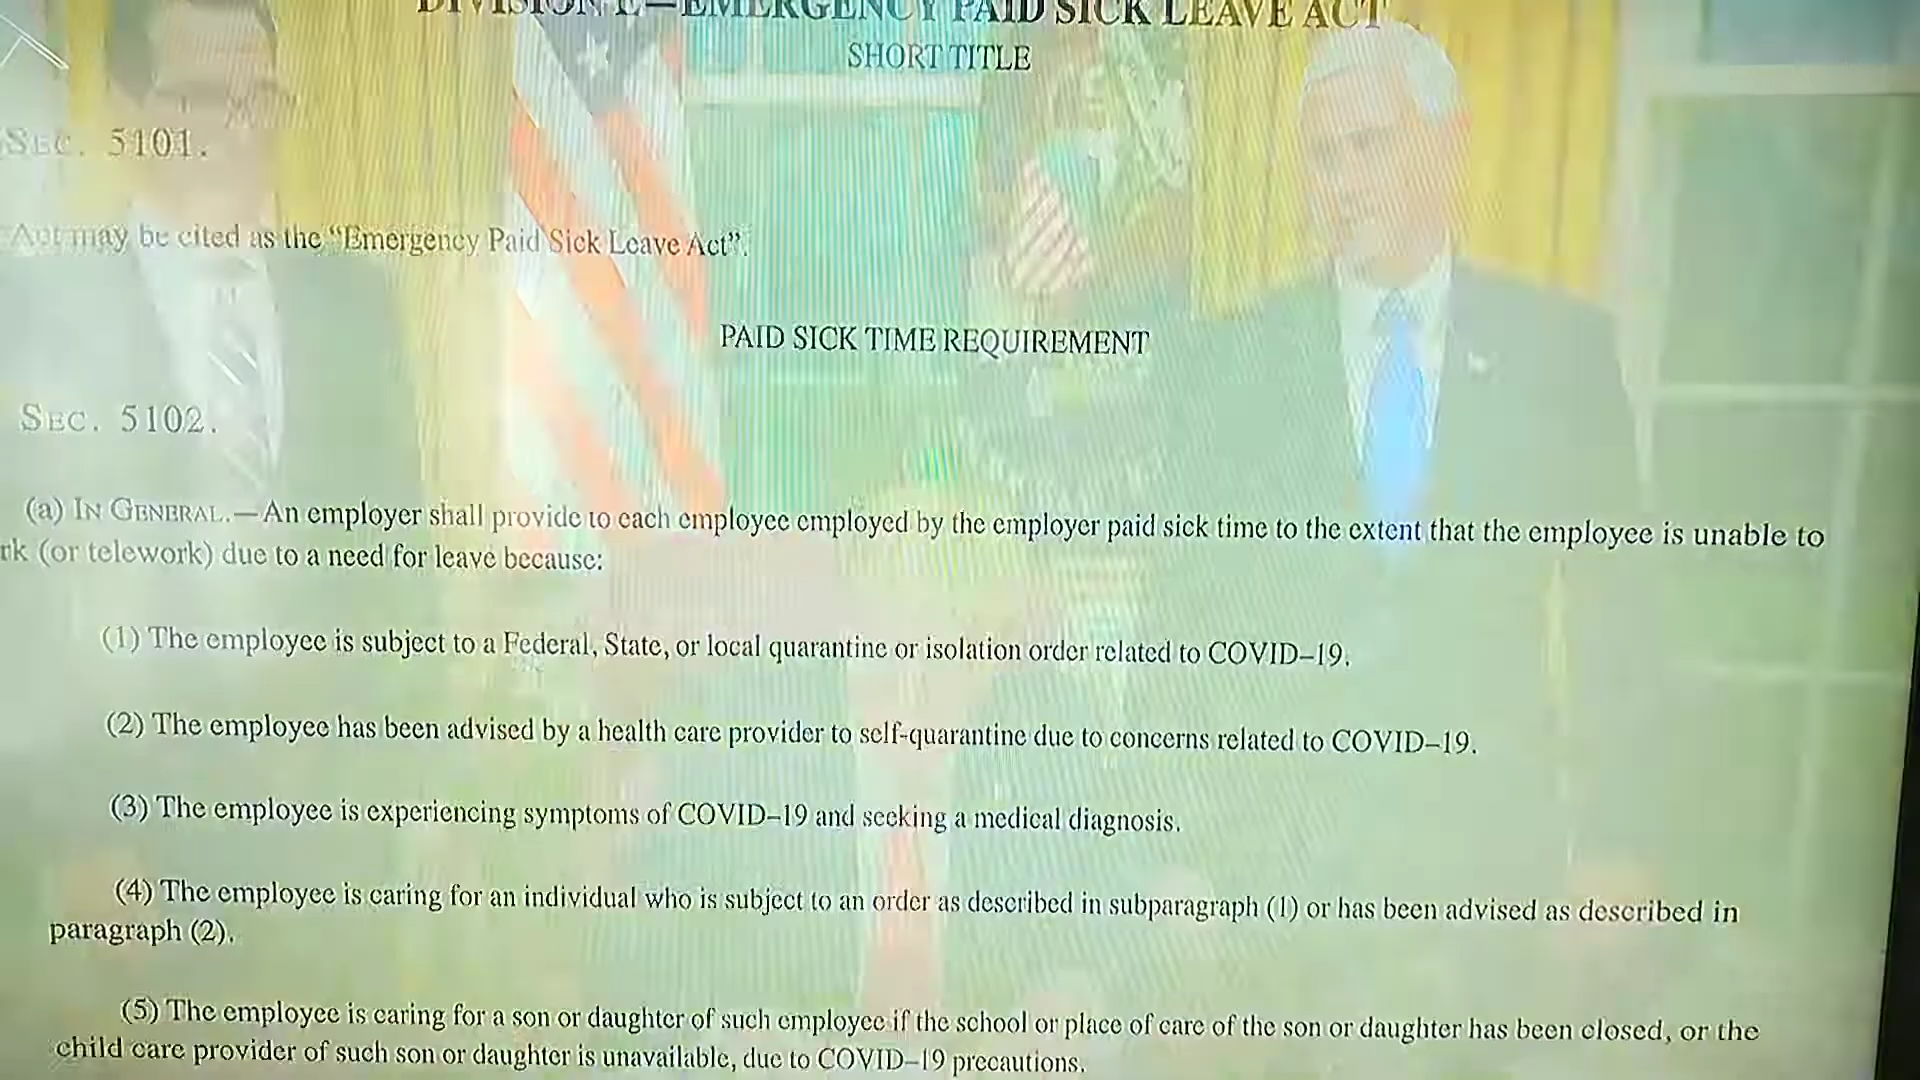 DIVISION E—EMERGENCY PAID SICK LEAVE ACT
SHORT TITLE
SEC. 5101.
Act may be cited as the “Emergency Paid Sick Leave Act”.
PAID SICK TIME REQUIREMENT
SEC. 5102.
(a) IN GENERAL.—An employer shall provide to each employee employed by the employer paid sick time to the extent that the employee is unable to
rk (or telework) due to a need for leave because:
(1) The employee is subject to a Federal, State, or local quarantine or isolation order related to COVID–19.
(2) The employee has been advised by a health care provider to self-quarantine due to concerns related to COVID–19.
(3) The employee is experiencing symptoms of COVID–19 and seeking a medical diagnosis.
(4) The employee is caring for an individual who is subject to an order as described in subparagraph (1) or has been advised as described in
paragraph (2).
(5) The employee is caring for a son or daughter of such employee if the school or place of care of the son or daughter has been closed, or the
child care provider of such son or daughter is unavailable, due to COVID–19 precautions.